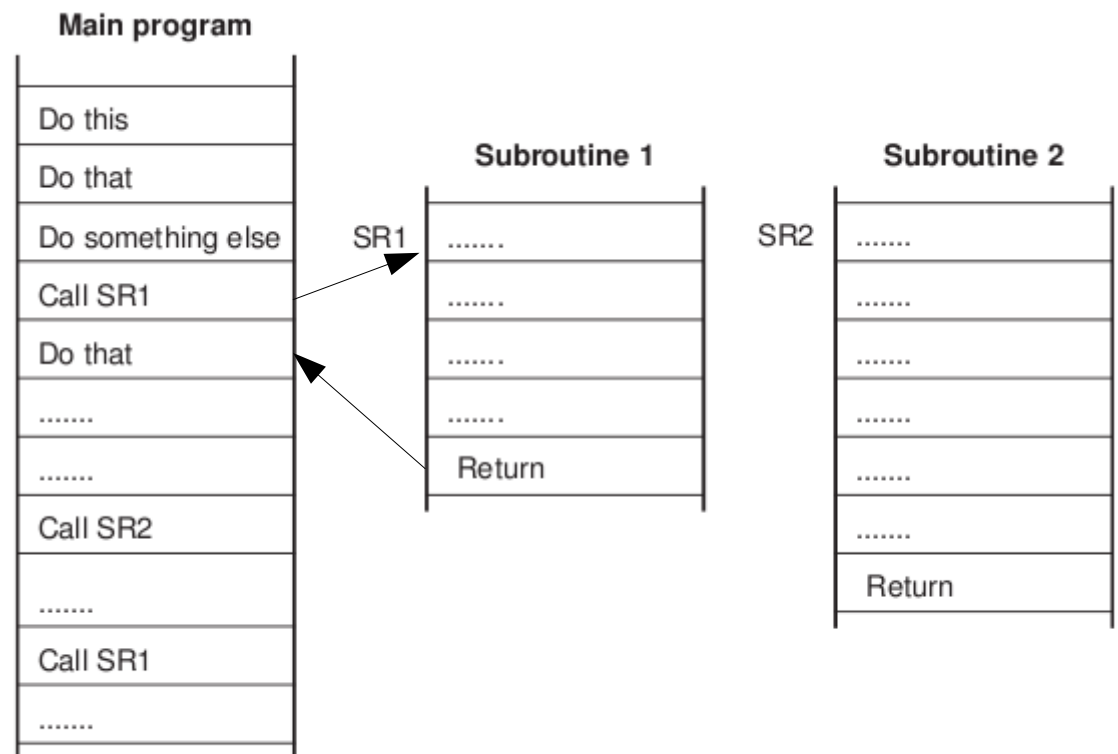 Main program
Do this
Do that
Do something else
Call SR1
Do that
.......
.......
Call SR2
.......
Call SR1
.......
Subroutine 1
SR1
.......
.......
.......
.......
Return
Subroutine 2
SR2
.......
.......
.......
.......
.......
.......
Return